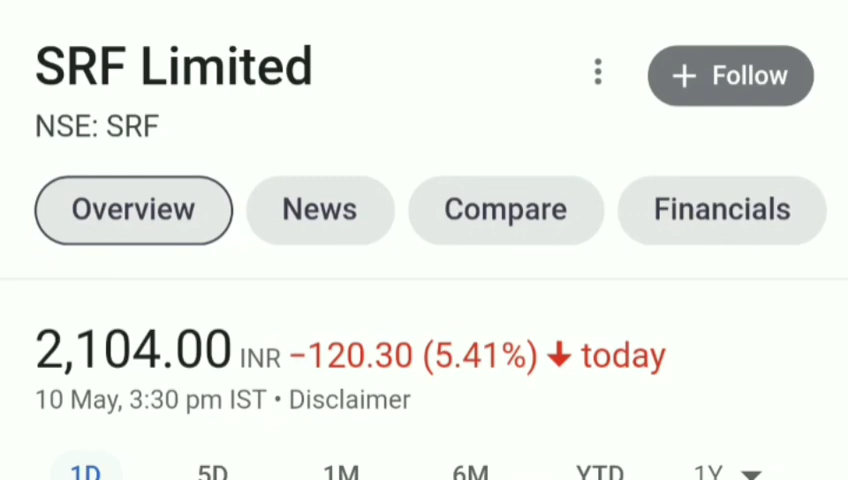 SRF Limited
+ Follow
NSE: SRF
Overview News Compare Financials
2,104.00 INR −120.30 (5.41%) ↓ today
10 May, 3:30 pm IST • Disclaimer
1D 5D 1M 6M YTD 1Y